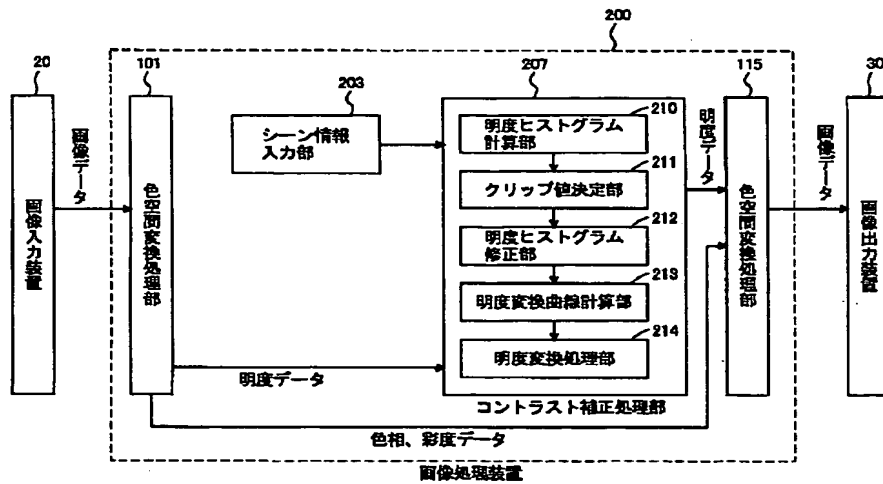 200
20
101
203
207
115
30
シーン情報
入力部
210
明度ヒストグラム
計算部
211
クリップ値決定部
212
明度ヒストグラム
修正部
213
明度変換曲線計算部
214
明度変換処理部
コントラスト補正処理部
画像データ
画像入力装置
色空間変換処理部
明度データ
色相、彩度データ
明度データ
色空間変換処理部
画像データ
画像出力装置
画像処理装置